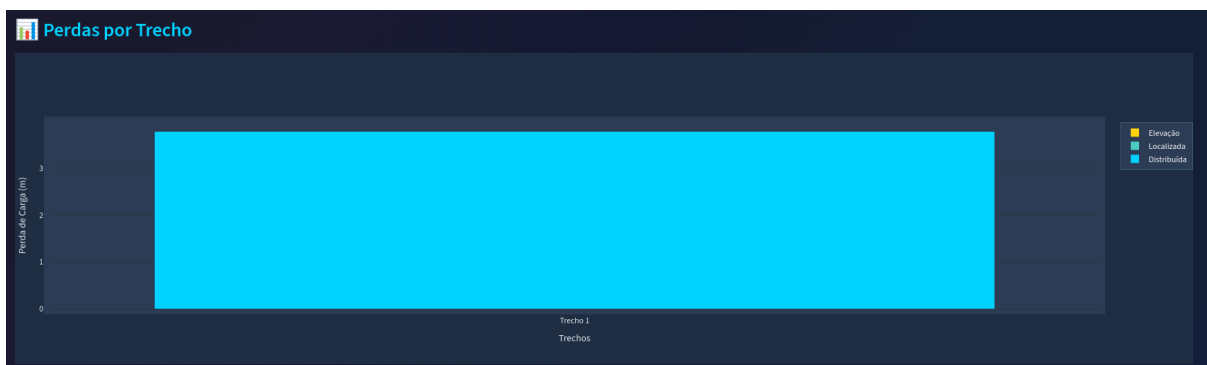 Perdas por Trecho
Elevação
Localizada
Distribuída
Perda de Carga (m)
3
2
1
0
Trecho 1
Trechos